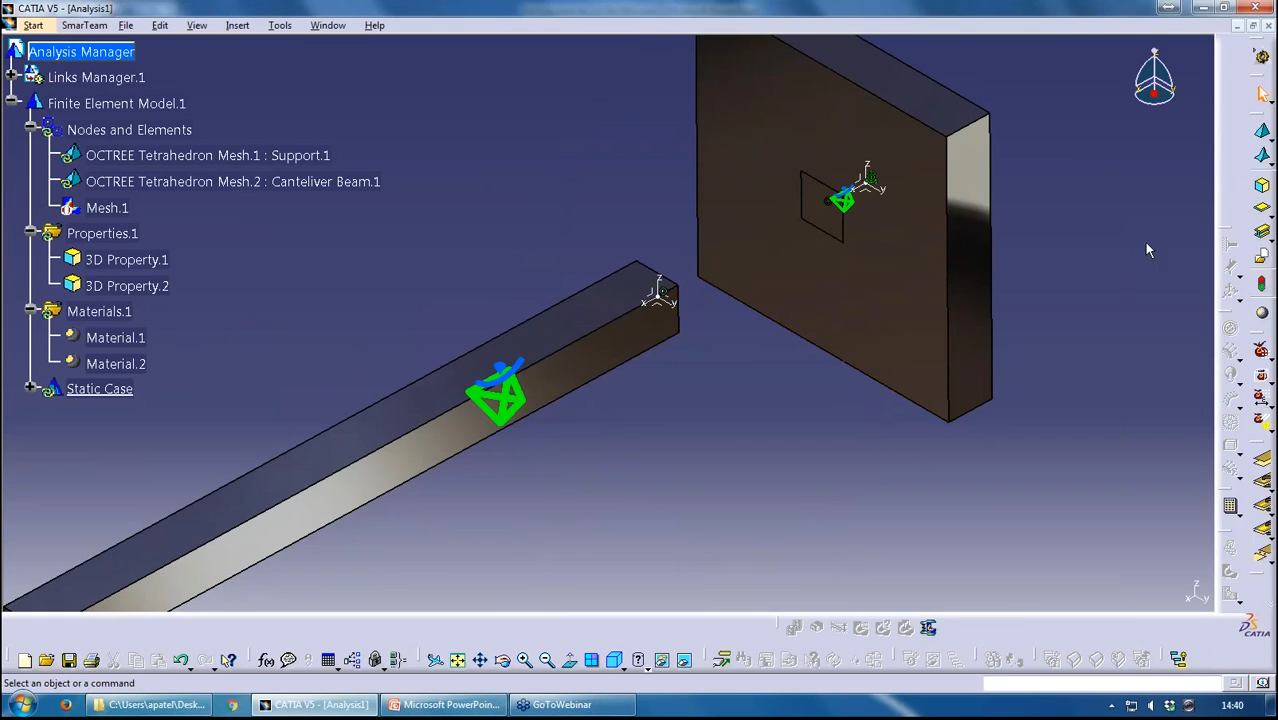 CATIA V5 - [Analysis1]
Start SmarTeam File Edit View Insert Tools Window Help
Analysis Manager
Links Manager.1
Finite Element Model.1
Nodes and Elements
OCTREE Tetrahedron Mesh.1 : Support.1
OCTREE Tetrahedron Mesh.2 : Canteliver Beam.1
Mesh.1
Properties.1
3D Property.1
3D Property.2
Materials.1
Material.1
Material.2
Static Case
z
x y
z
x y
z
x y
CATIA
Select an object or a command
C:\Users\apatel\Desk... CATIA V5 - [Analysis1] Microsoft PowerPoin... GoToWebinar 14:40